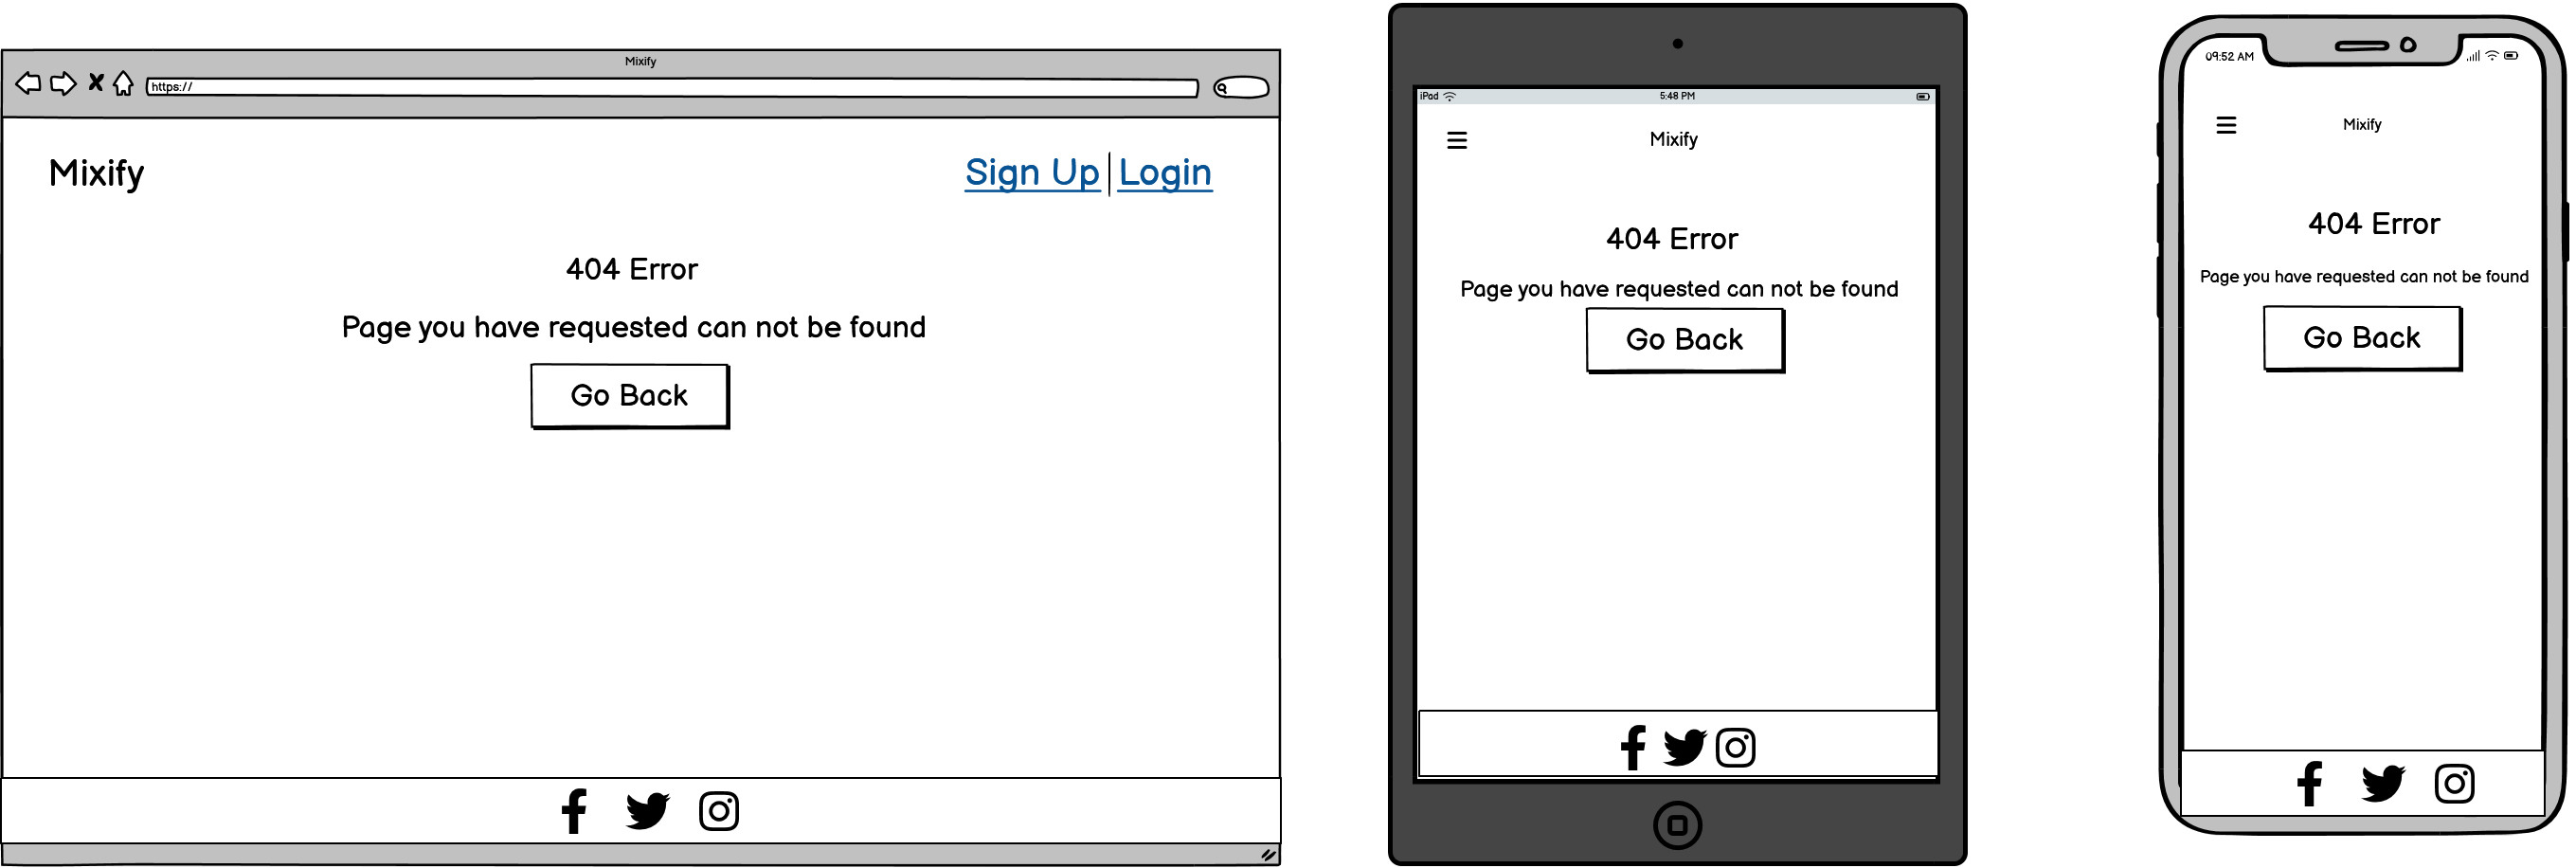 Mixify
https://
Mixify
Sign Up Login
404 Error
Page you have requested can not be found
Go Back
iPad 5:48 PM
Mixify
404 Error
Page you have requested can not be found
Go Back
09:52 AM
Mixify
404 Error
Page you have requested can not be found
Go Back